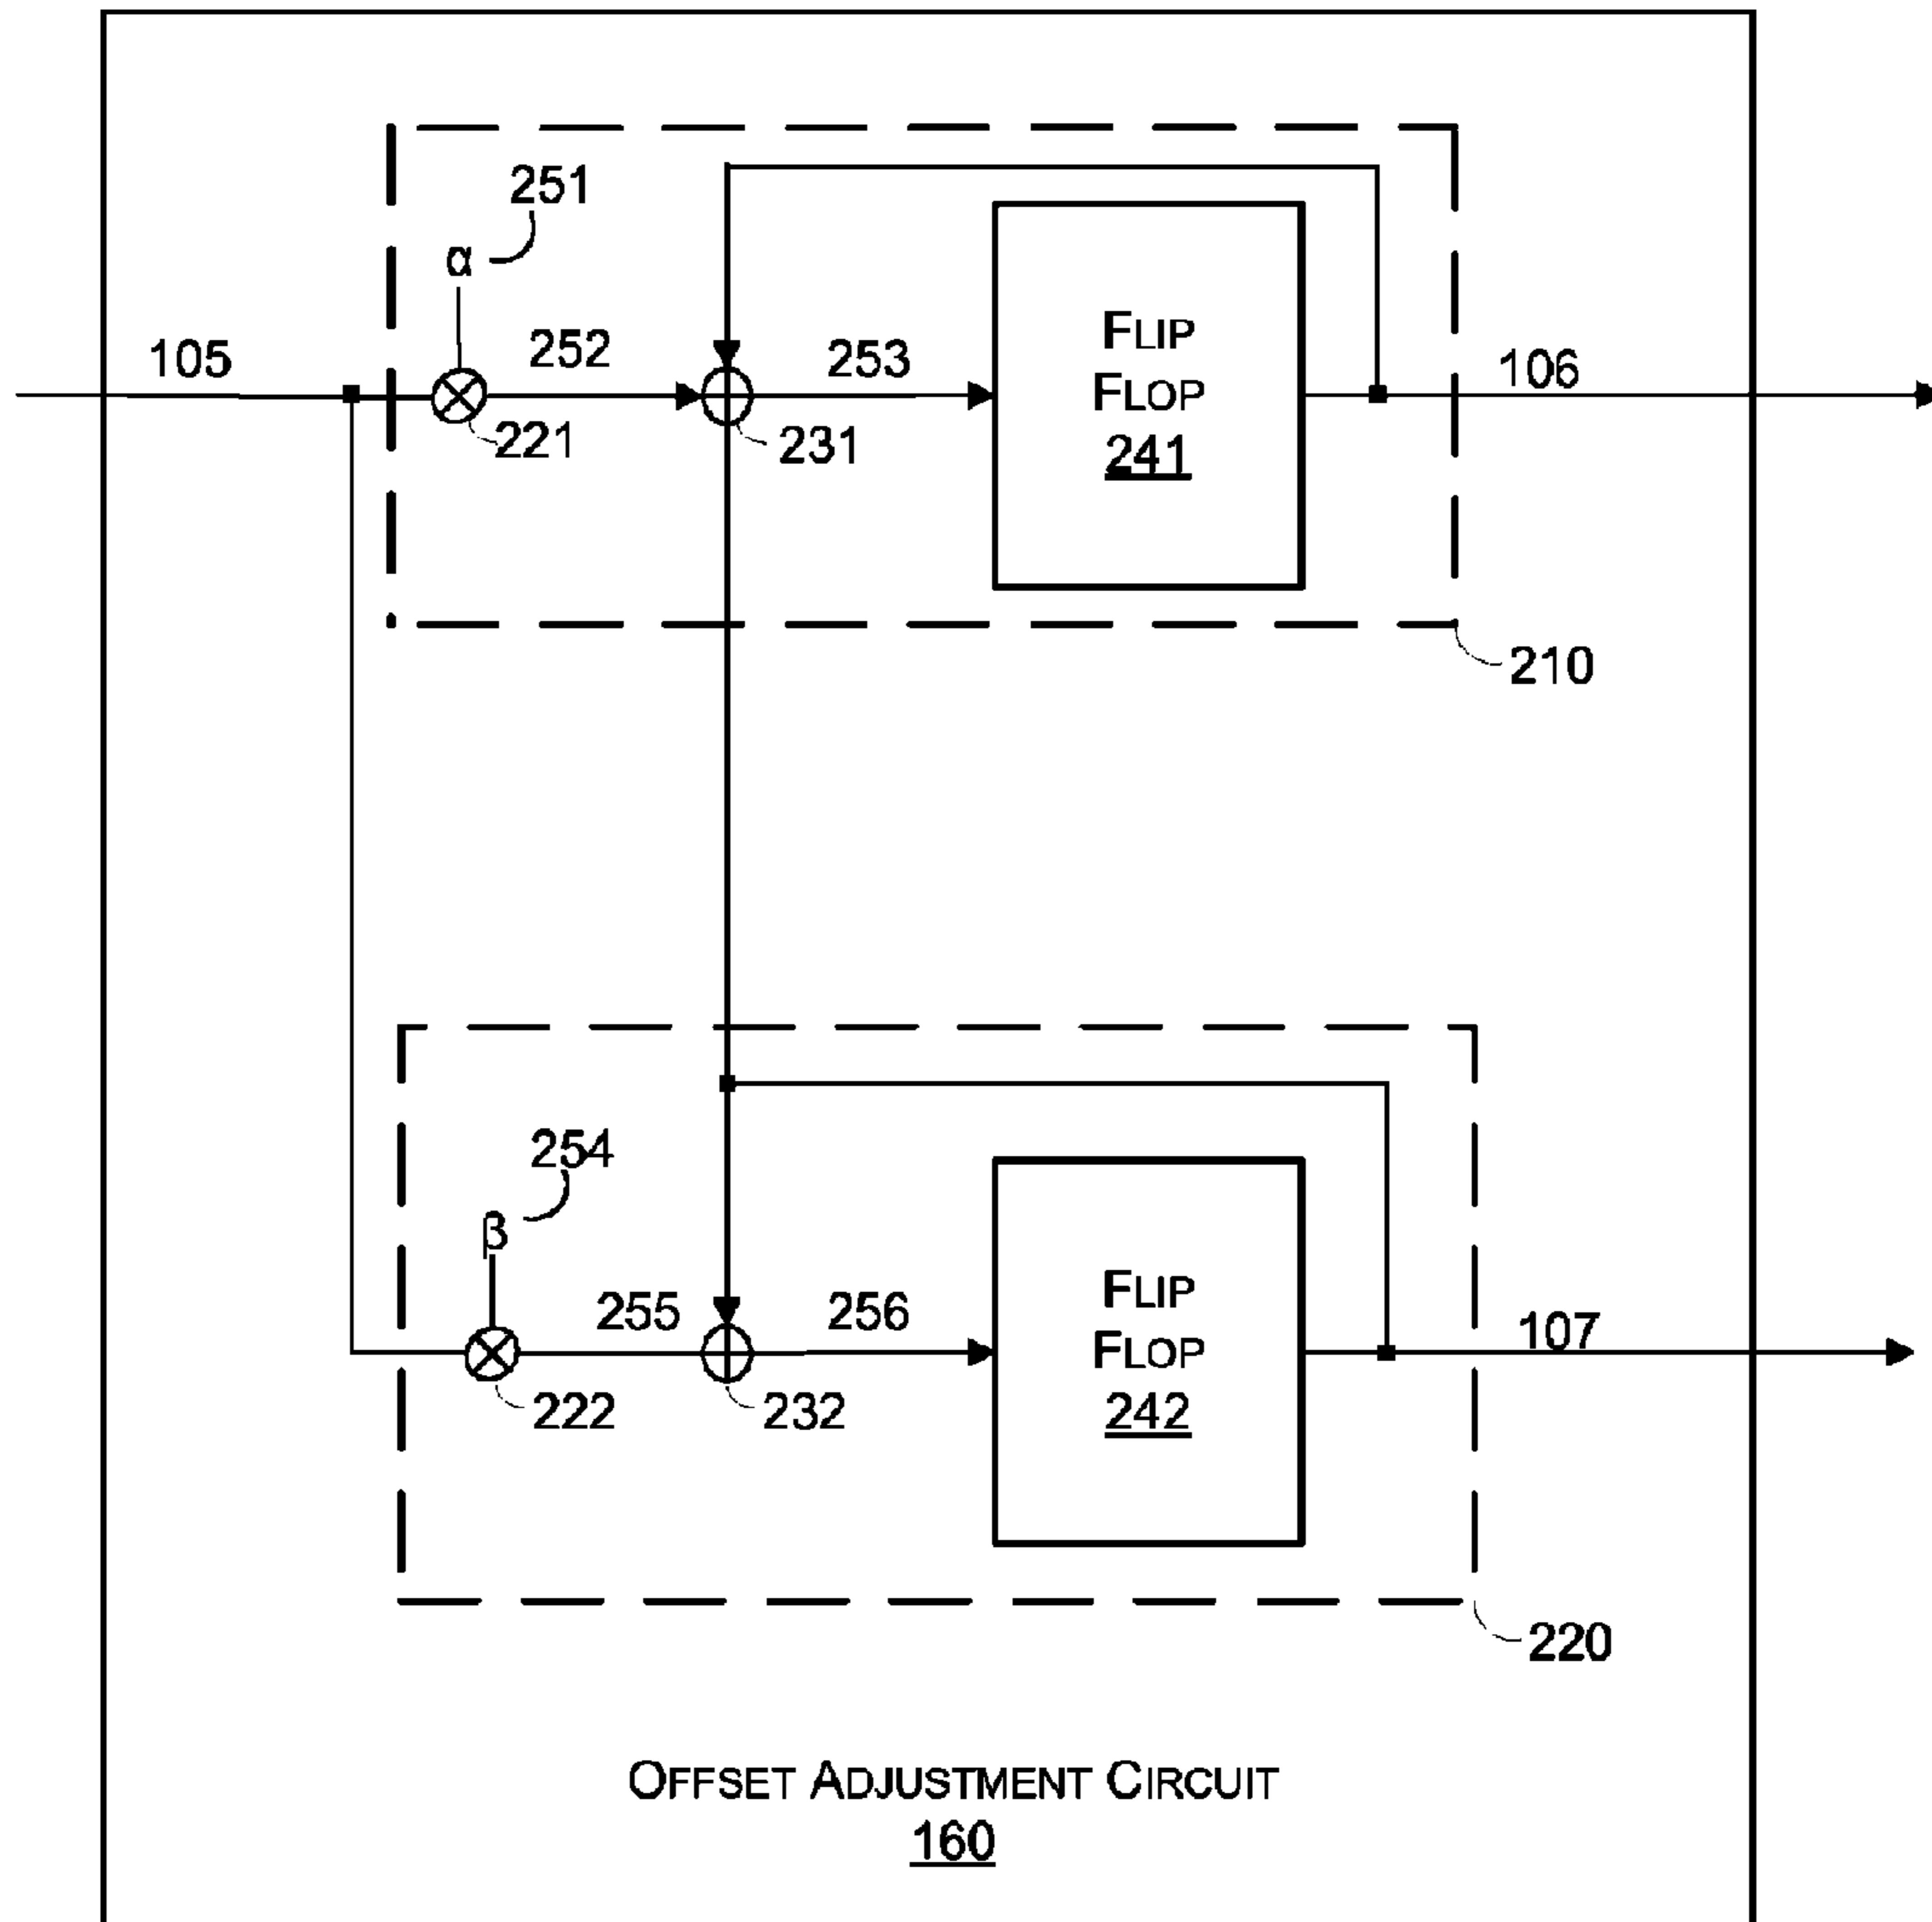 251
α
105
252
253
FLIP
FLOP
241
106
221
231
210
254
β
255
256
FLIP
FLOP
242
107
222
232
220
OFFSET ADJUSTMENT CIRCUIT
160